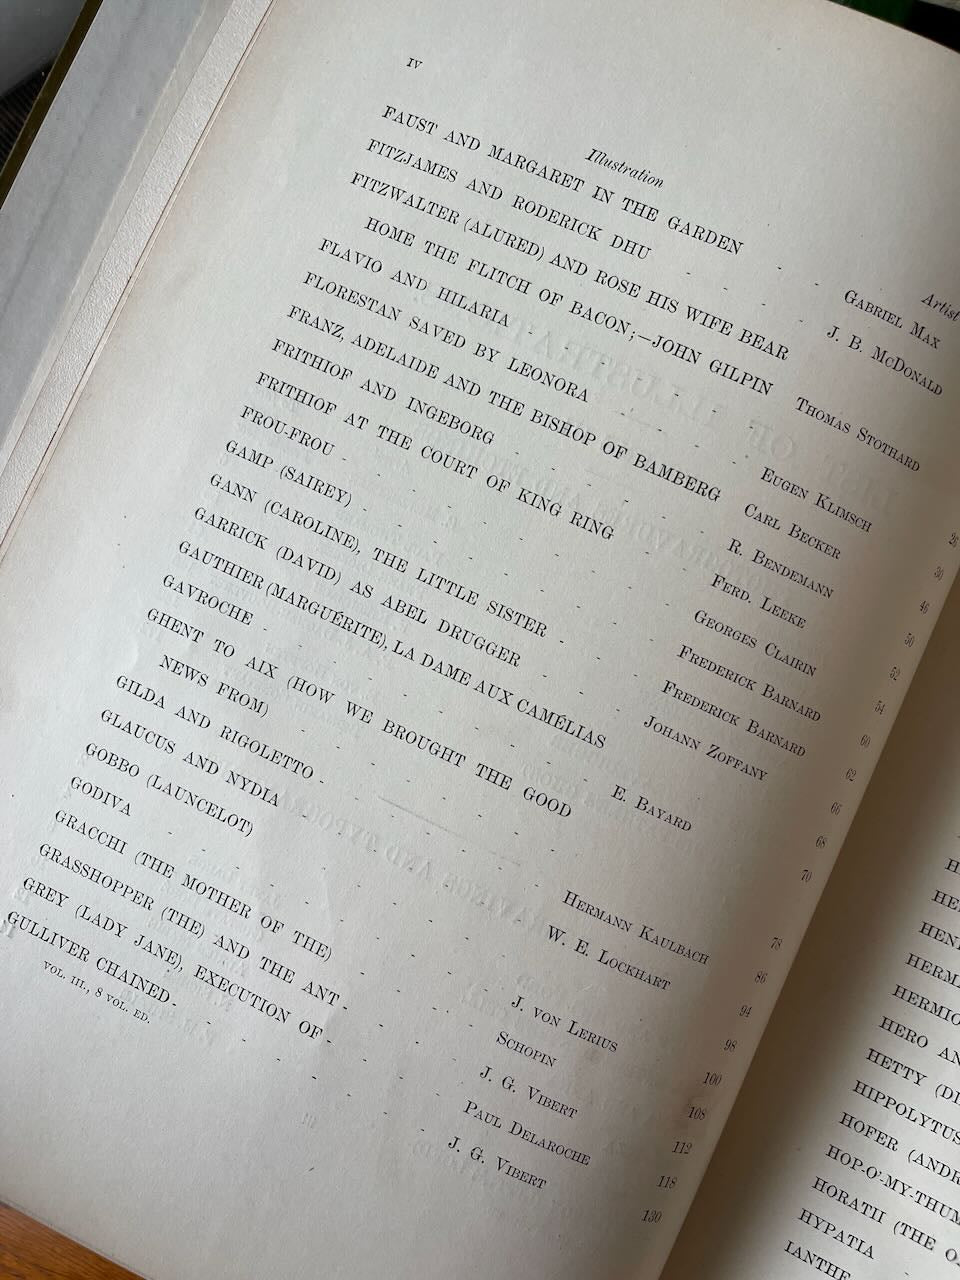 IV
Illustration Artist
FAUST AND MARGARET IN THE GARDEN - GABRIEL MAX
FITZJAMES AND RODERICK DHU - - - J. B. MCDONALD
FITZWALTER (ALURED) AND ROSE HIS WIFE BEAR
HOME THE FLITCH OF BACON;—JOHN GILPIN THOMAS STOTHARD
FLAVIO AND HILARIA - - - -
FLORESTAN SAVED BY LEONORA - - - EUGEN KLIMSCH 30
FRANZ, ADELAIDE AND THE BISHOP OF BAMBERG CARL BECKER 46
FRITHIOF AND INGEBORG - - - - R. BENDEMANN 50
FRITHIOF AT THE COURT OF KING RING - - FERD. LEEKE 52
FROU-FROU - - - - - - GEORGES CLAIRIN 54
GAMP (SAIREY) - - - - - FREDERICK BARNARD 60
GANN (CAROLINE), THE LITTLE SISTER - - FREDERICK BARNARD 62
GARRICK (DAVID) AS ABEL DRUGGER - - JOHANN ZOFFANY 66
GAUTHIER (MARGUÉRITE), LA DAME AUX CAMÉLIAS 68
GAVROCHE - - - - - E. BAYARD 70
GHENT TO AIX (HOW WE BROUGHT THE GOOD
NEWS FROM) - - - - - 78
GILDA AND RIGOLETTO - - - - HERMANN KAULBACH 86
GLAUCUS AND NYDIA - - - - W. E. LOCKHART 94
GOBBO (LAUNCELOT) - - - - 98
GODIVA - - - - - J. VON LERIUS 100
GRACCHI (THE MOTHER OF THE) - - - SCHOPIN 108
GRASSHOPPER (THE) AND THE ANT - - - J. G. VIBERT 112
GREY (LADY JANE), EXECUTION OF - - - PAUL DELAROCHE 118
GULLIVER CHAINED - - - - J. G. VIBERT 130
VOL. III., 8 VOL. ED.
HERO AN
HETTY (
HIPPOLYTUS
HOFER (ANDR
HOP-O'-MY-THUM
HORATII (THE O
HYPATIA
IANTHE